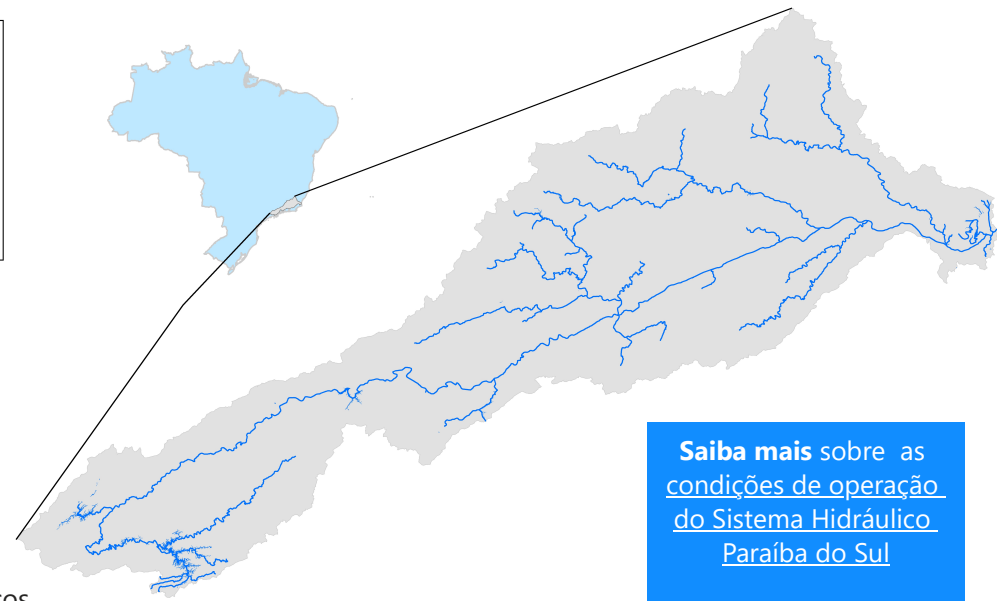 Saiba mais sobre as
condições de operação
do Sistema Hidráulico
Paraíba do Sul